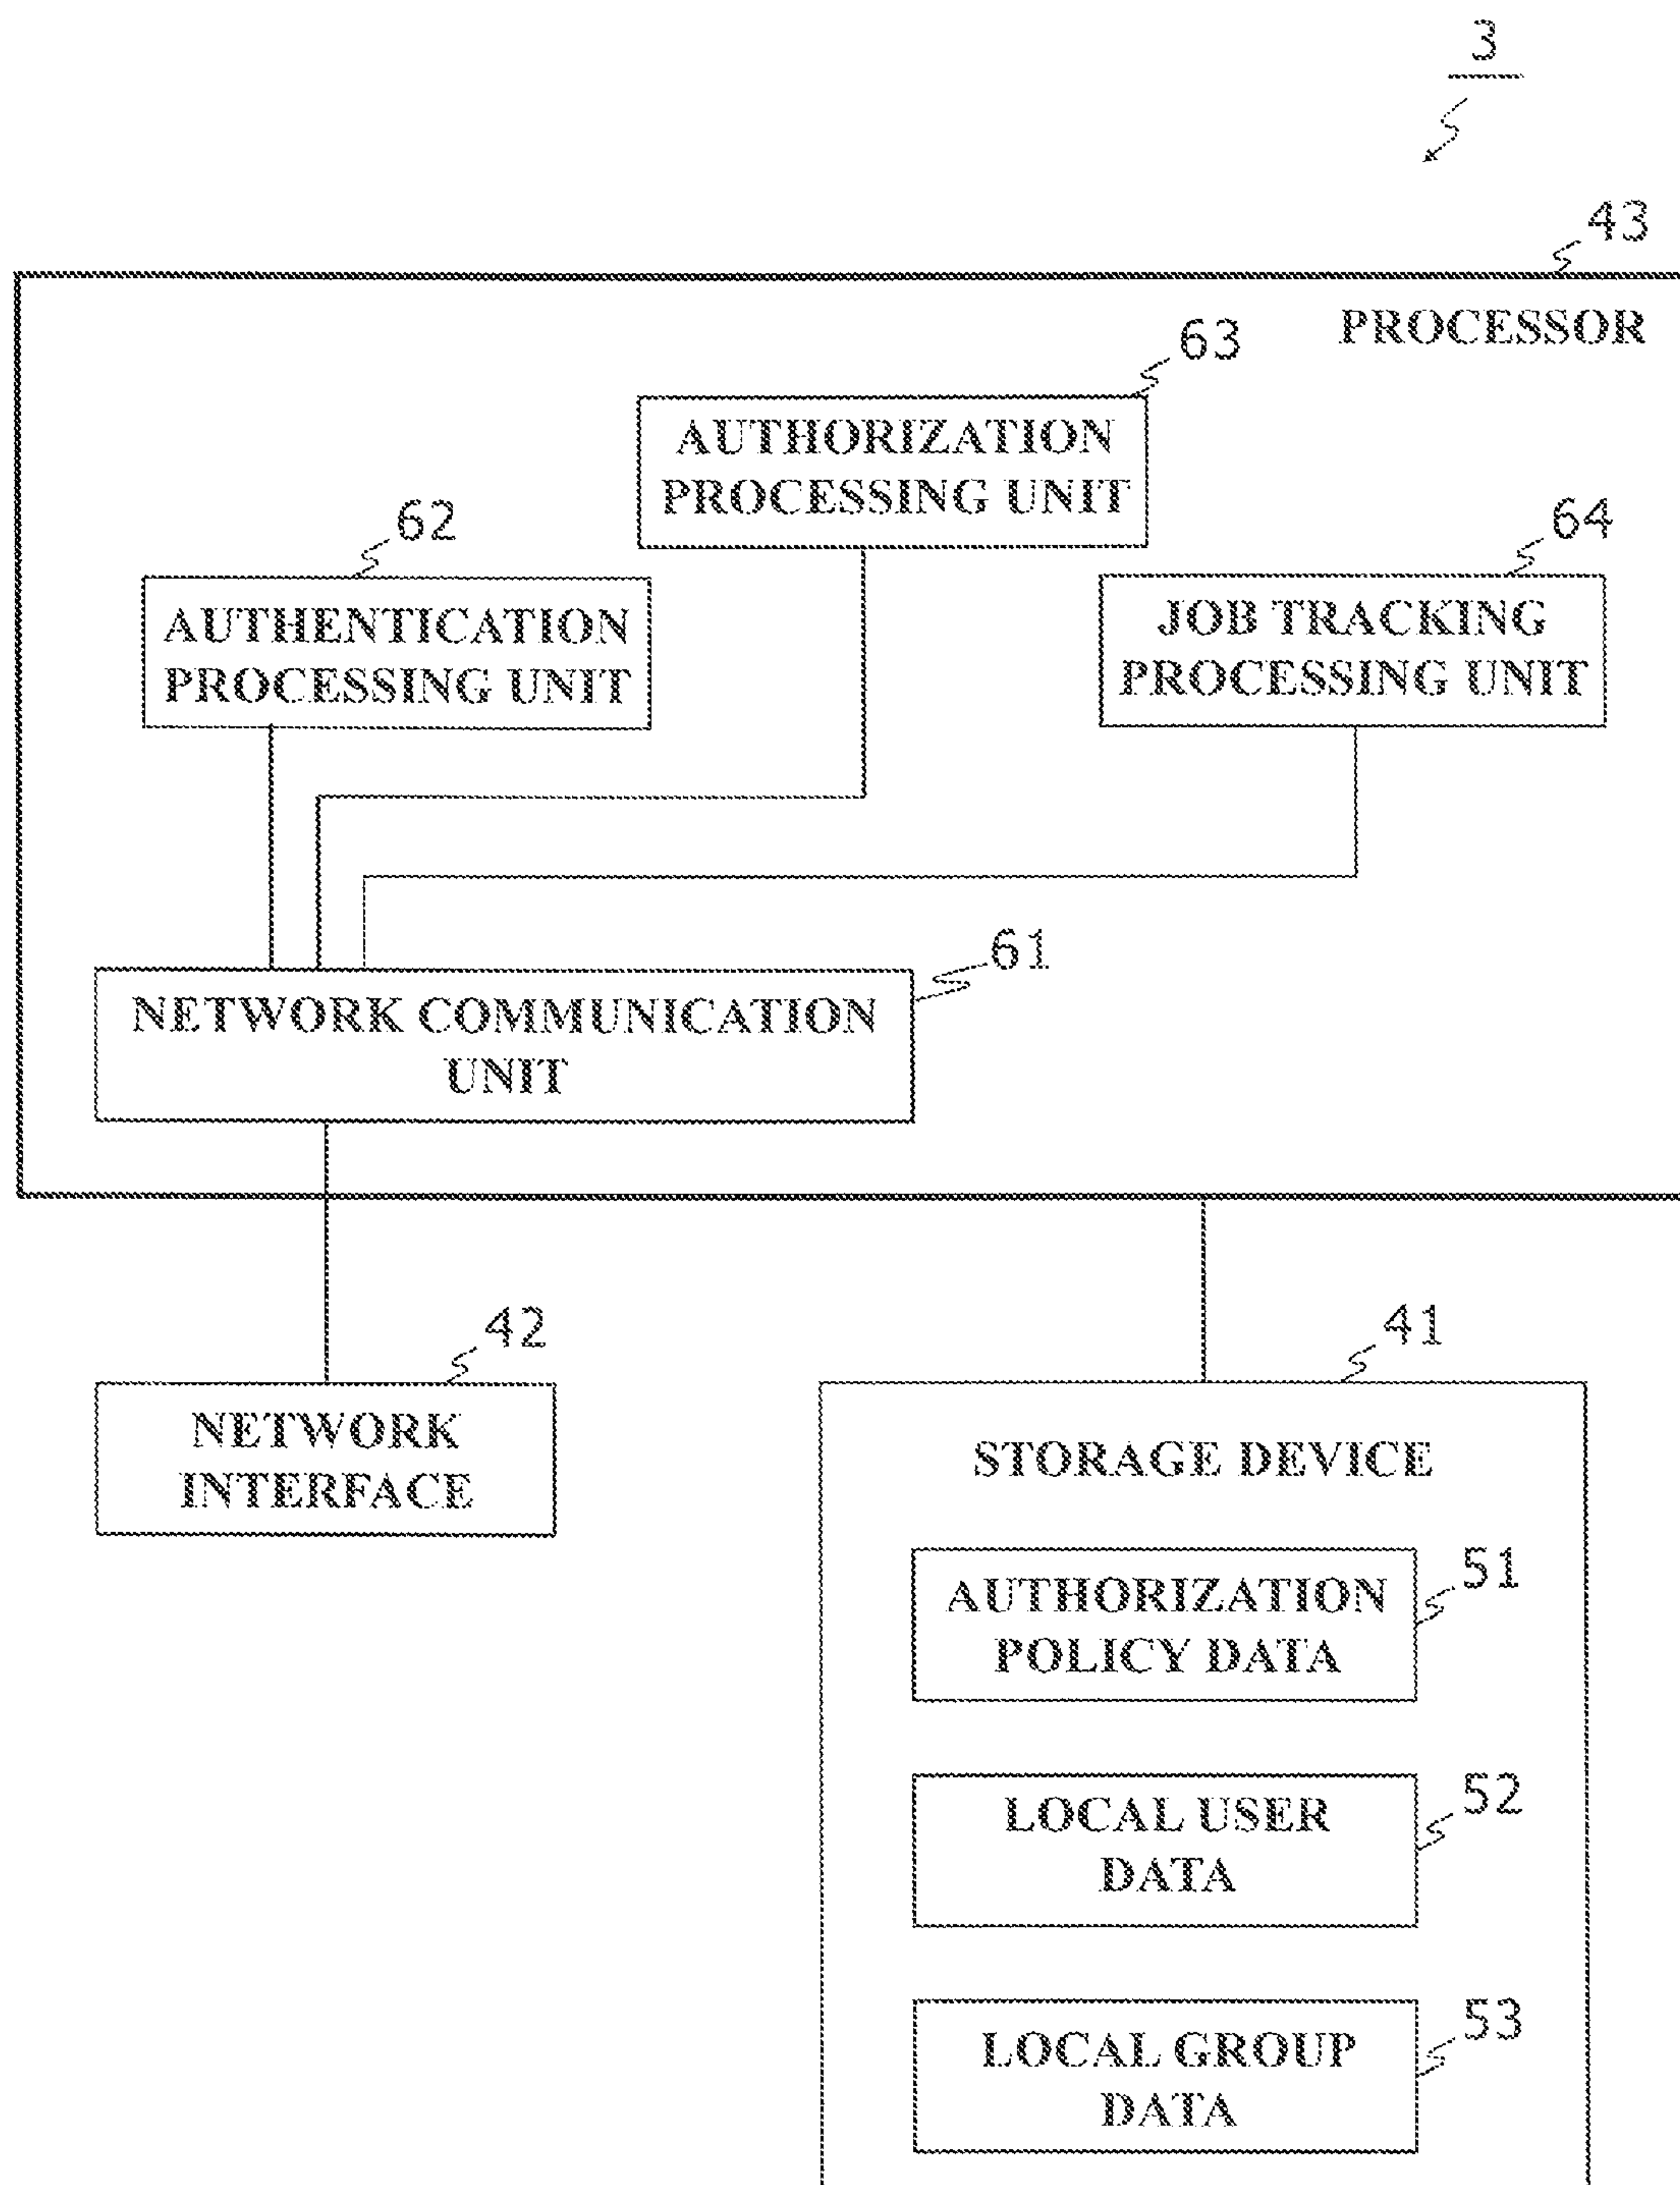 3
43
PROCESSOR
63
AUTHORIZATION
PROCESSING UNIT
62
AUTHENTICATION
PROCESSING UNIT
64
JOB TRACKING
PROCESSING UNIT
61
NETWORK COMMUNICATION
UNIT
42
NETWORK
INTERFACE
41
STORAGE DEVICE
51
AUTHORIZATION
POLICY DATA
52
LOCAL USER
DATA
53
LOCAL GROUP
DATA